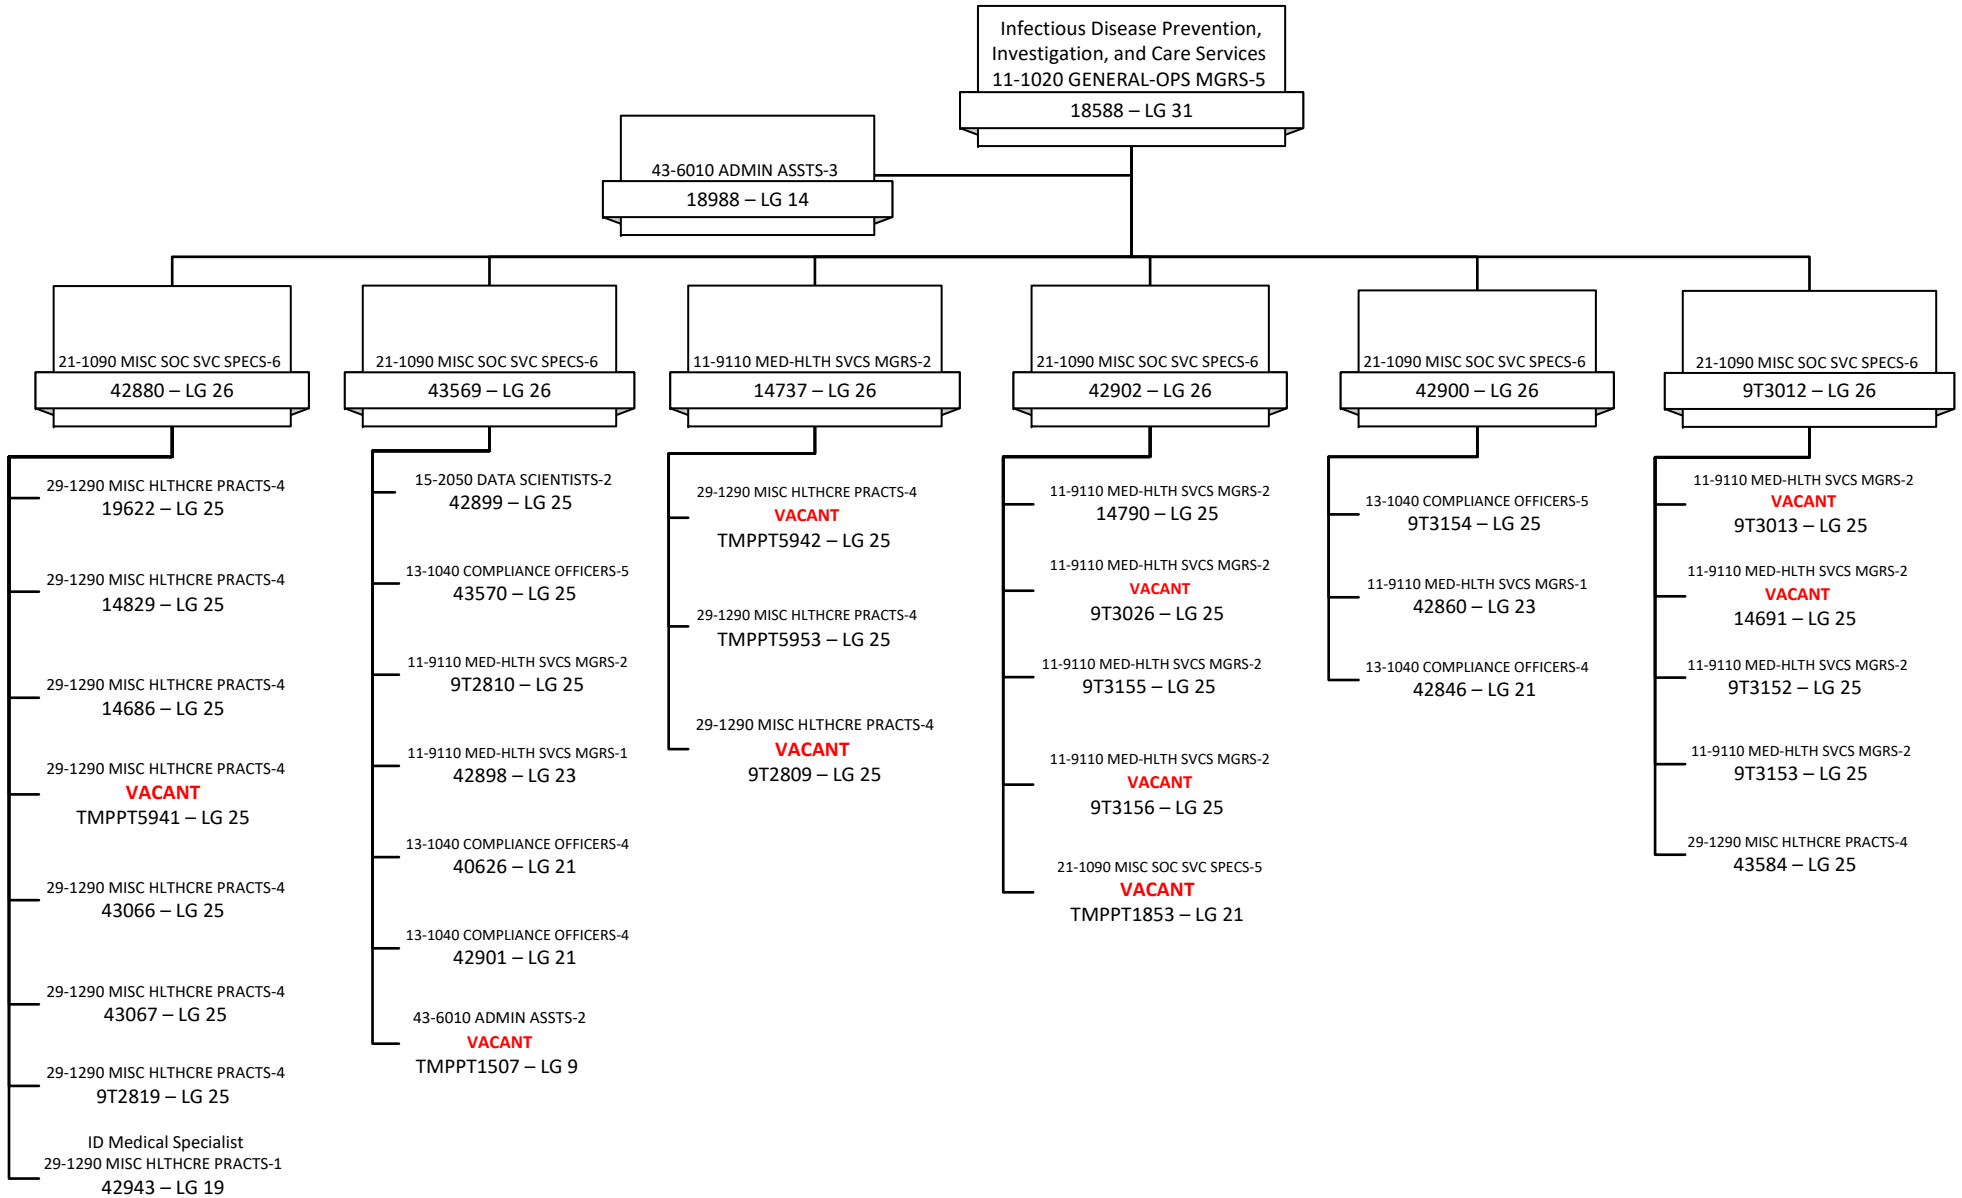 Infectious Disease Prevention,
Investigation, and Care Services
11-1020 GENERAL-OPS MGRS-5
18588 – LG 31
43-6010 ADMIN ASSTS-3
18988 – LG 14
21-1090 MISC SOC SVC SPECS-6
42880 – LG 26
29-1290 MISC HLTHCRE PRACTS-4
19622 – LG 25
29-1290 MISC HLTHCRE PRACTS-4
14829 – LG 25
29-1290 MISC HLTHCRE PRACTS-4
14686 – LG 25
29-1290 MISC HLTHCRE PRACTS-4
VACANT
TMPPT5941 – LG 25
29-1290 MISC HLTHCRE PRACTS-4
43066 – LG 25
29-1290 MISC HLTHCRE PRACTS-4
43067 – LG 25
29-1290 MISC HLTHCRE PRACTS-4
9T2819 – LG 25
ID Medical Specialist
29-1290 MISC HLTHCRE PRACTS-1
42943 – LG 19
21-1090 MISC SOC SVC SPECS-6
43569 – LG 26
15-2050 DATA SCIENTISTS-2
42899 – LG 25
13-1040 COMPLIANCE OFFICERS-5
43570 – LG 25
11-9110 MED-HLTH SVCS MGRS-2
9T2810 – LG 25
11-9110 MED-HLTH SVCS MGRS-1
42898 – LG 23
13-1040 COMPLIANCE OFFICERS-4
40626 – LG 21
13-1040 COMPLIANCE OFFICERS-4
42901 – LG 21
43-6010 ADMIN ASSTS-2
VACANT
TMPPT1507 – LG 9
11-9110 MED-HLTH SVCS MGRS-2
14737 – LG 26
29-1290 MISC HLTHCRE PRACTS-4
VACANT
TMPPT5942 – LG 25
29-1290 MISC HLTHCRE PRACTS-4
TMPPT5953 – LG 25
29-1290 MISC HLTHCRE PRACTS-4
VACANT
9T2809 – LG 25
21-1090 MISC SOC SVC SPECS-6
42902 – LG 26
11-9110 MED-HLTH SVCS MGRS-2
14790 – LG 25
11-9110 MED-HLTH SVCS MGRS-2
VACANT
9T3026 – LG 25
11-9110 MED-HLTH SVCS MGRS-2
9T3155 – LG 25
11-9110 MED-HLTH SVCS MGRS-2
VACANT
9T3156 – LG 25
21-1090 MISC SOC SVC SPECS-5
VACANT
TMPPT1853 – LG 21
21-1090 MISC SOC SVC SPECS-6
42900 – LG 26
13-1040 COMPLIANCE OFFICERS-5
9T3154 – LG 25
11-9110 MED-HLTH SVCS MGRS-1
42860 – LG 23
13-1040 COMPLIANCE OFFICERS-4
42846 – LG 21
21-1090 MISC SOC SVC SPECS-6
9T3012 – LG 26
11-9110 MED-HLTH SVCS MGRS-2
VACANT
9T3013 – LG 25
11-9110 MED-HLTH SVCS MGRS-2
VACANT
14691 – LG 25
11-9110 MED-HLTH SVCS MGRS-2
9T3152 – LG 25
11-9110 MED-HLTH SVCS MGRS-2
9T3153 – LG 25
29-1290 MISC HLTHCRE PRACTS-4
43584 – LG 25